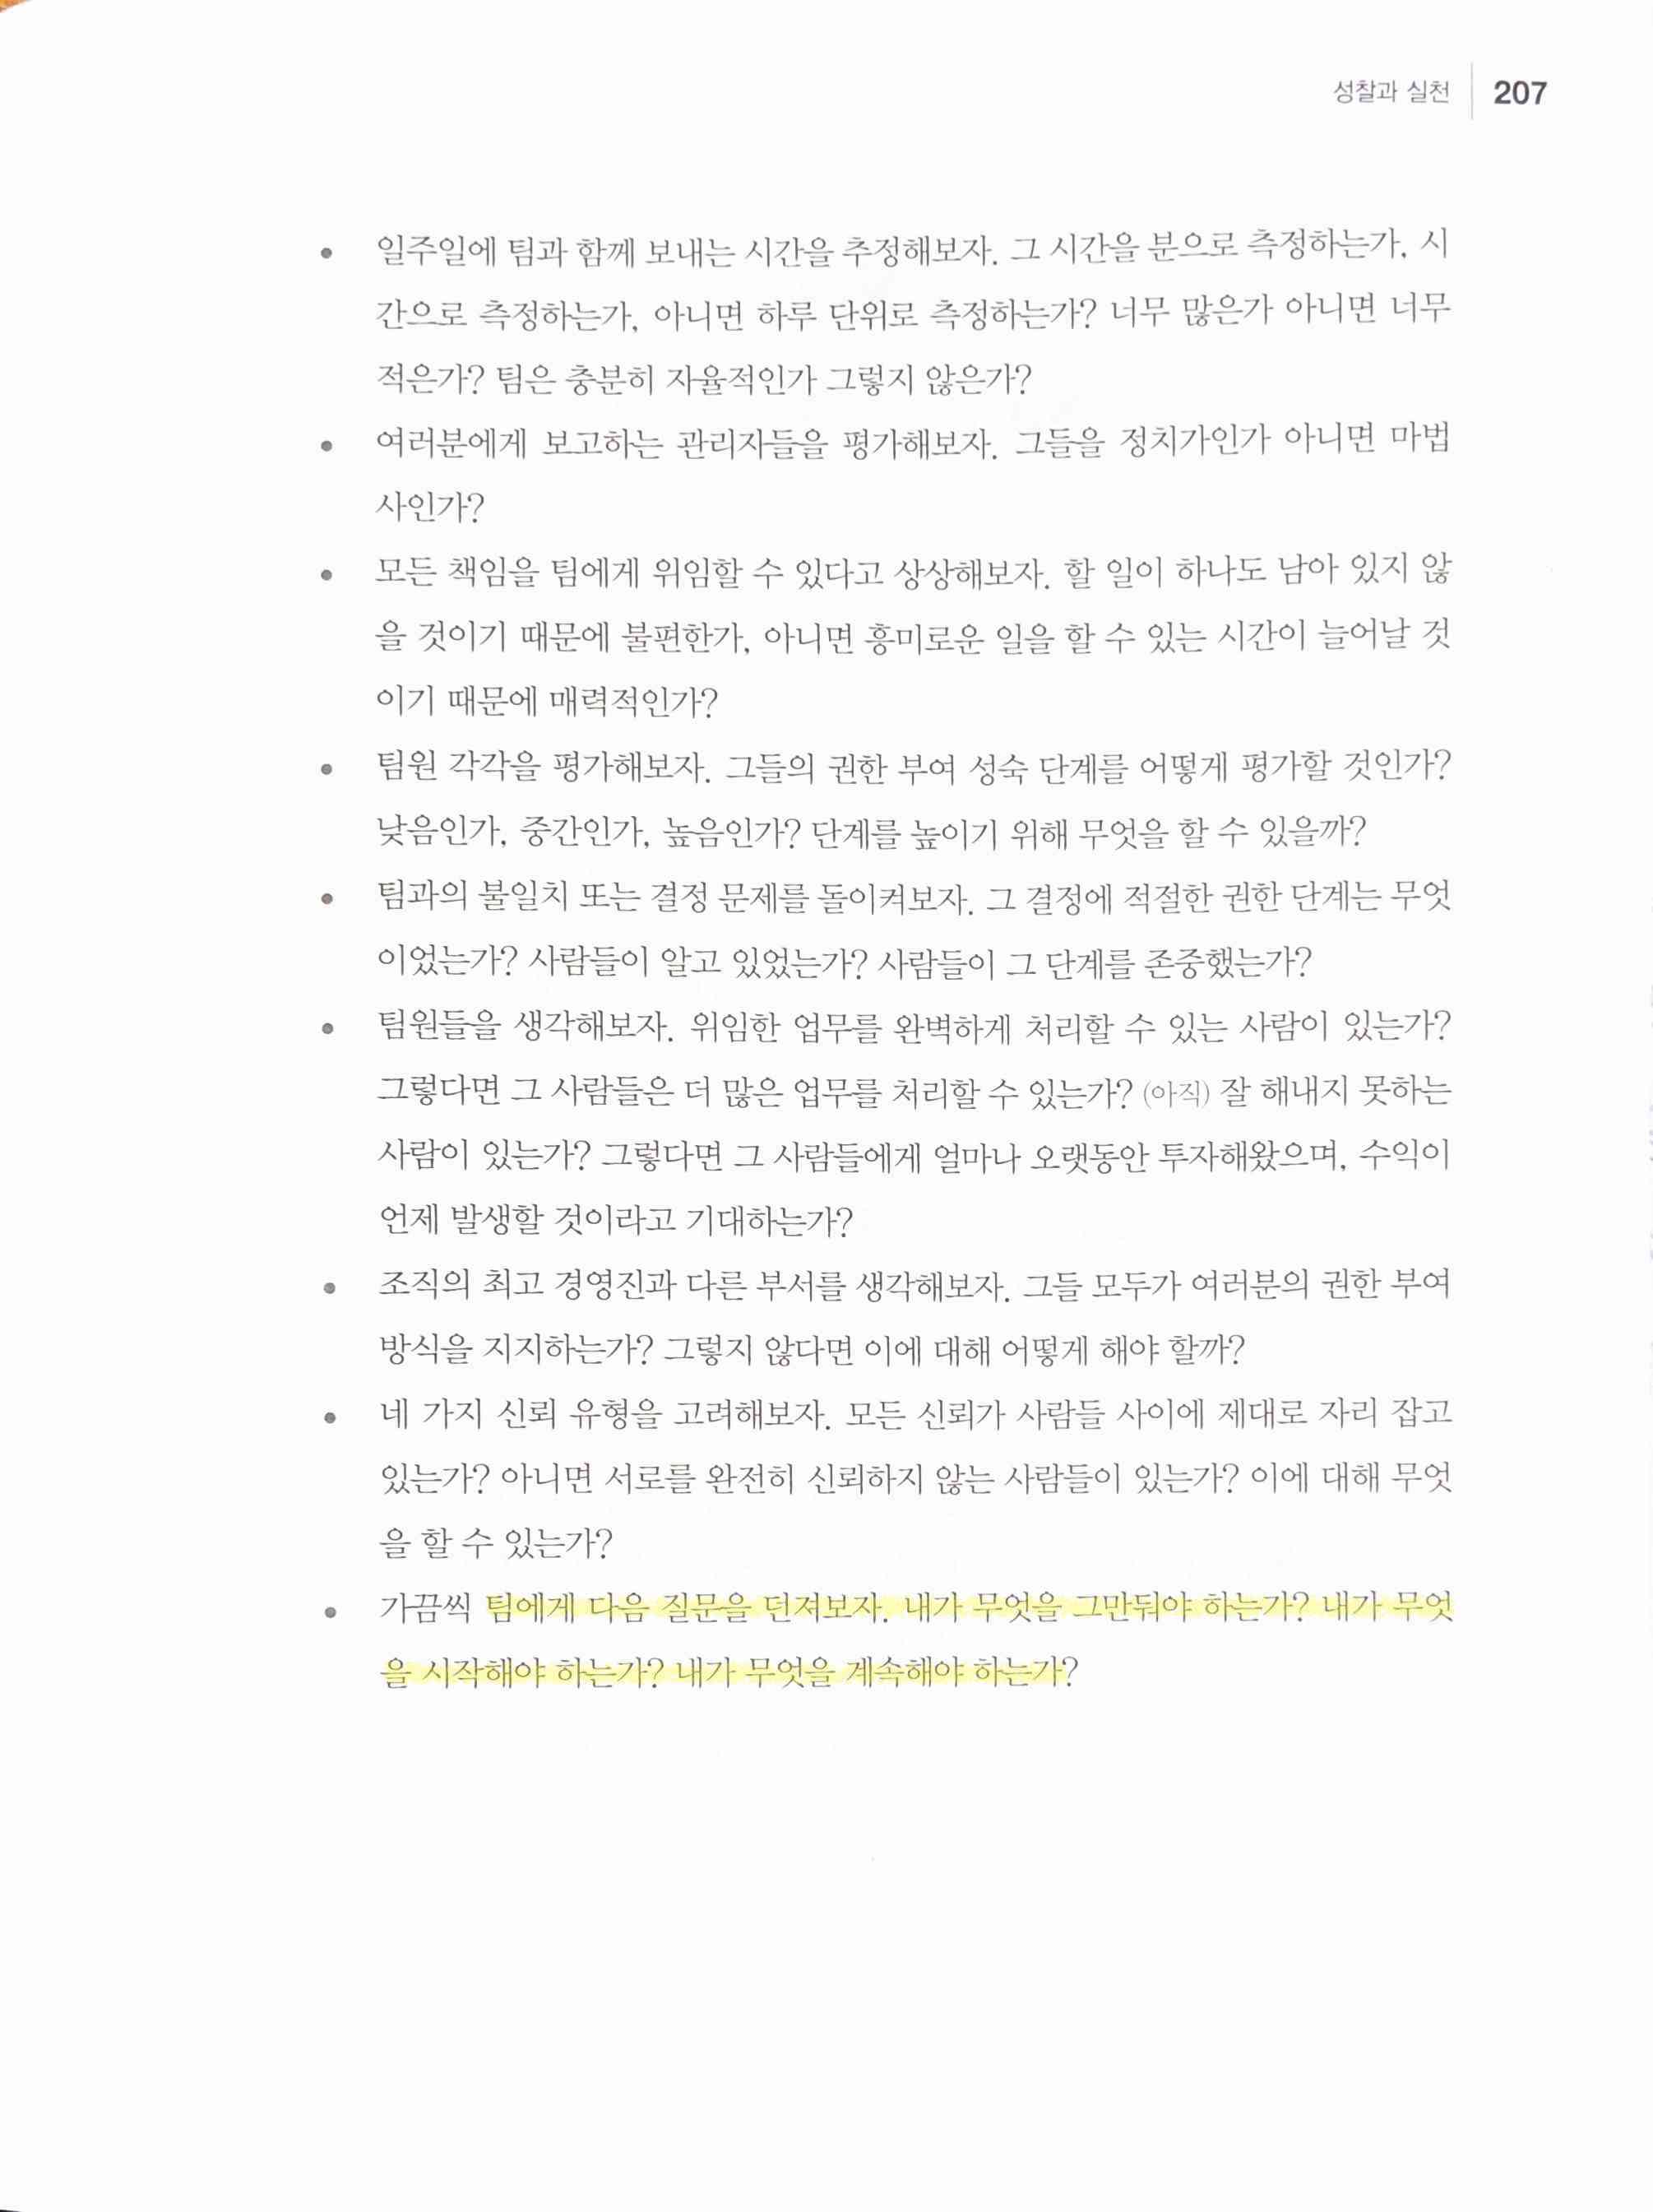 성찰과 실천 207
• 일주일에 팀과 함께 보내는 시간을 추정해보자. 그 시간을 분으로 측정하는가, 시
간으로 측정하는가, 아니면 하루 단위로 측정하는가? 너무 많은가 아니면 너무
적은가? 팀은 충분히 자율적인가 그렇지 않은가?
• 여러분에게 보고하는 관리자들을 평가해보자. 그들을 정치가인가 아니면 마법
사인가?
• 모든 책임을 팀에게 위임할 수 있다고 상상해보자. 할 일이 하나도 남아 있지 않
을 것이기 때문에 불편한가, 아니면 흥미로운 일을 할 수 있는 시간이 늘어날 것
이기 때문에 매력적인가?
• 팀원 각각을 평가해보자. 그들의 권한 부여 성숙 단계를 어떻게 평가할 것인가?
낮음인가, 중간인가, 높음인가? 단계를 높이기 위해 무엇을 할 수 있을까?
• 팀과의 불일치 또는 결정 문제를 돌이켜보자. 그 결정에 적절한 권한 단계는 무엇
이었는가? 사람들이 알고 있었는가? 사람들이 그 단계를 존중했는가?
• 팀원들을 생각해보자. 위임한 업무를 완벽하게 처리할 수 있는 사람이 있는가?
그렇다면 그 사람들은 더 많은 업무를 처리할 수 있는가? (아직) 잘 해내지 못하는
사람이 있는가? 그렇다면 그 사람들에게 얼마나 오랫동안 투자해왔으며, 수익이
언제 발생할 것이라고 기대하는가?
• 조직의 최고 경영진과 다른 부서를 생각해보자. 그들 모두가 여러분의 권한 부여
방식을 지지하는가? 그렇지 않다면 이에 대해 어떻게 해야 할까?
• 네 가지 신뢰 유형을 고려해보자. 모든 신뢰가 사람들 사이에 제대로 자리 잡고
있는가? 아니면 서로를 완전히 신뢰하지 않는 사람들이 있는가? 이에 대해 무엇
을 할 수 있는가?
• 가끔씩 팀에게 다음 질문을 던져보자. 내가 무엇을 그만둬야 하는가? 내가 무엇
을 시작해야 하는가? 내가 무엇을 계속해야 하는가?